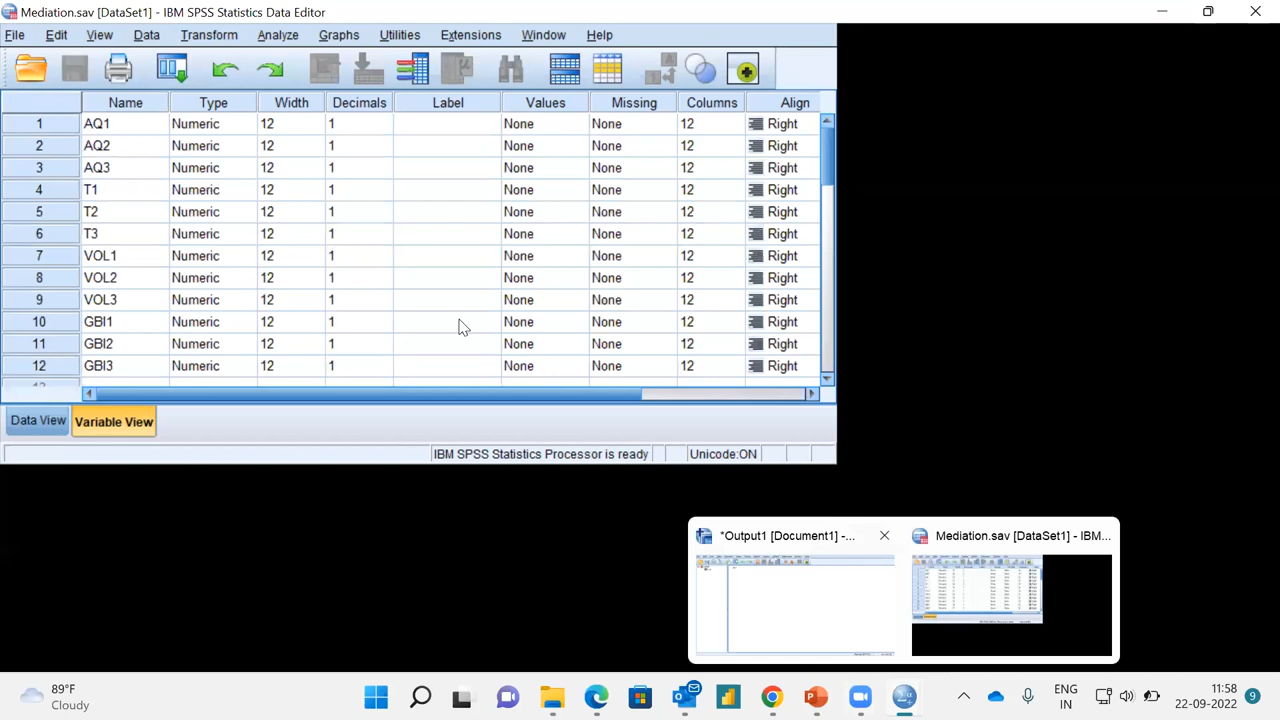 Mediation.sav [DataSet1] - IBM SPSS Statistics Data Editor
File Edit View Data Transform Analyze Graphs Utilities Extensions Window Help
Name Type Width Decimals Label Values Missing Columns Align
1 AQ1 Numeric 12 1 None None 12 Right
2 AQ2 Numeric 12 1 None None 12 Right
3 AQ3 Numeric 12 1 None None 12 Right
4 T1 Numeric 12 1 None None 12 Right
5 T2 Numeric 12 1 None None 12 Right
6 T3 Numeric 12 1 None None 12 Right
7 VOL1 Numeric 12 1 None None 12 Right
8 VOL2 Numeric 12 1 None None 12 Right
9 VOL3 Numeric 12 1 None None 12 Right
10 GBI1 Numeric 12 1 None None 12 Right
11 GBI2 Numeric 12 1 None None 12 Right
12 GBI3 Numeric 12 1 None None 12 Right
Data View Variable View
IBM SPSS Statistics Processor is ready Unicode:ON
*Output1 [Document1] -... Mediation.sav [DataSet1] - IBM...
89°F
Cloudy
ENG
IN
11:58
22-09-2022
9